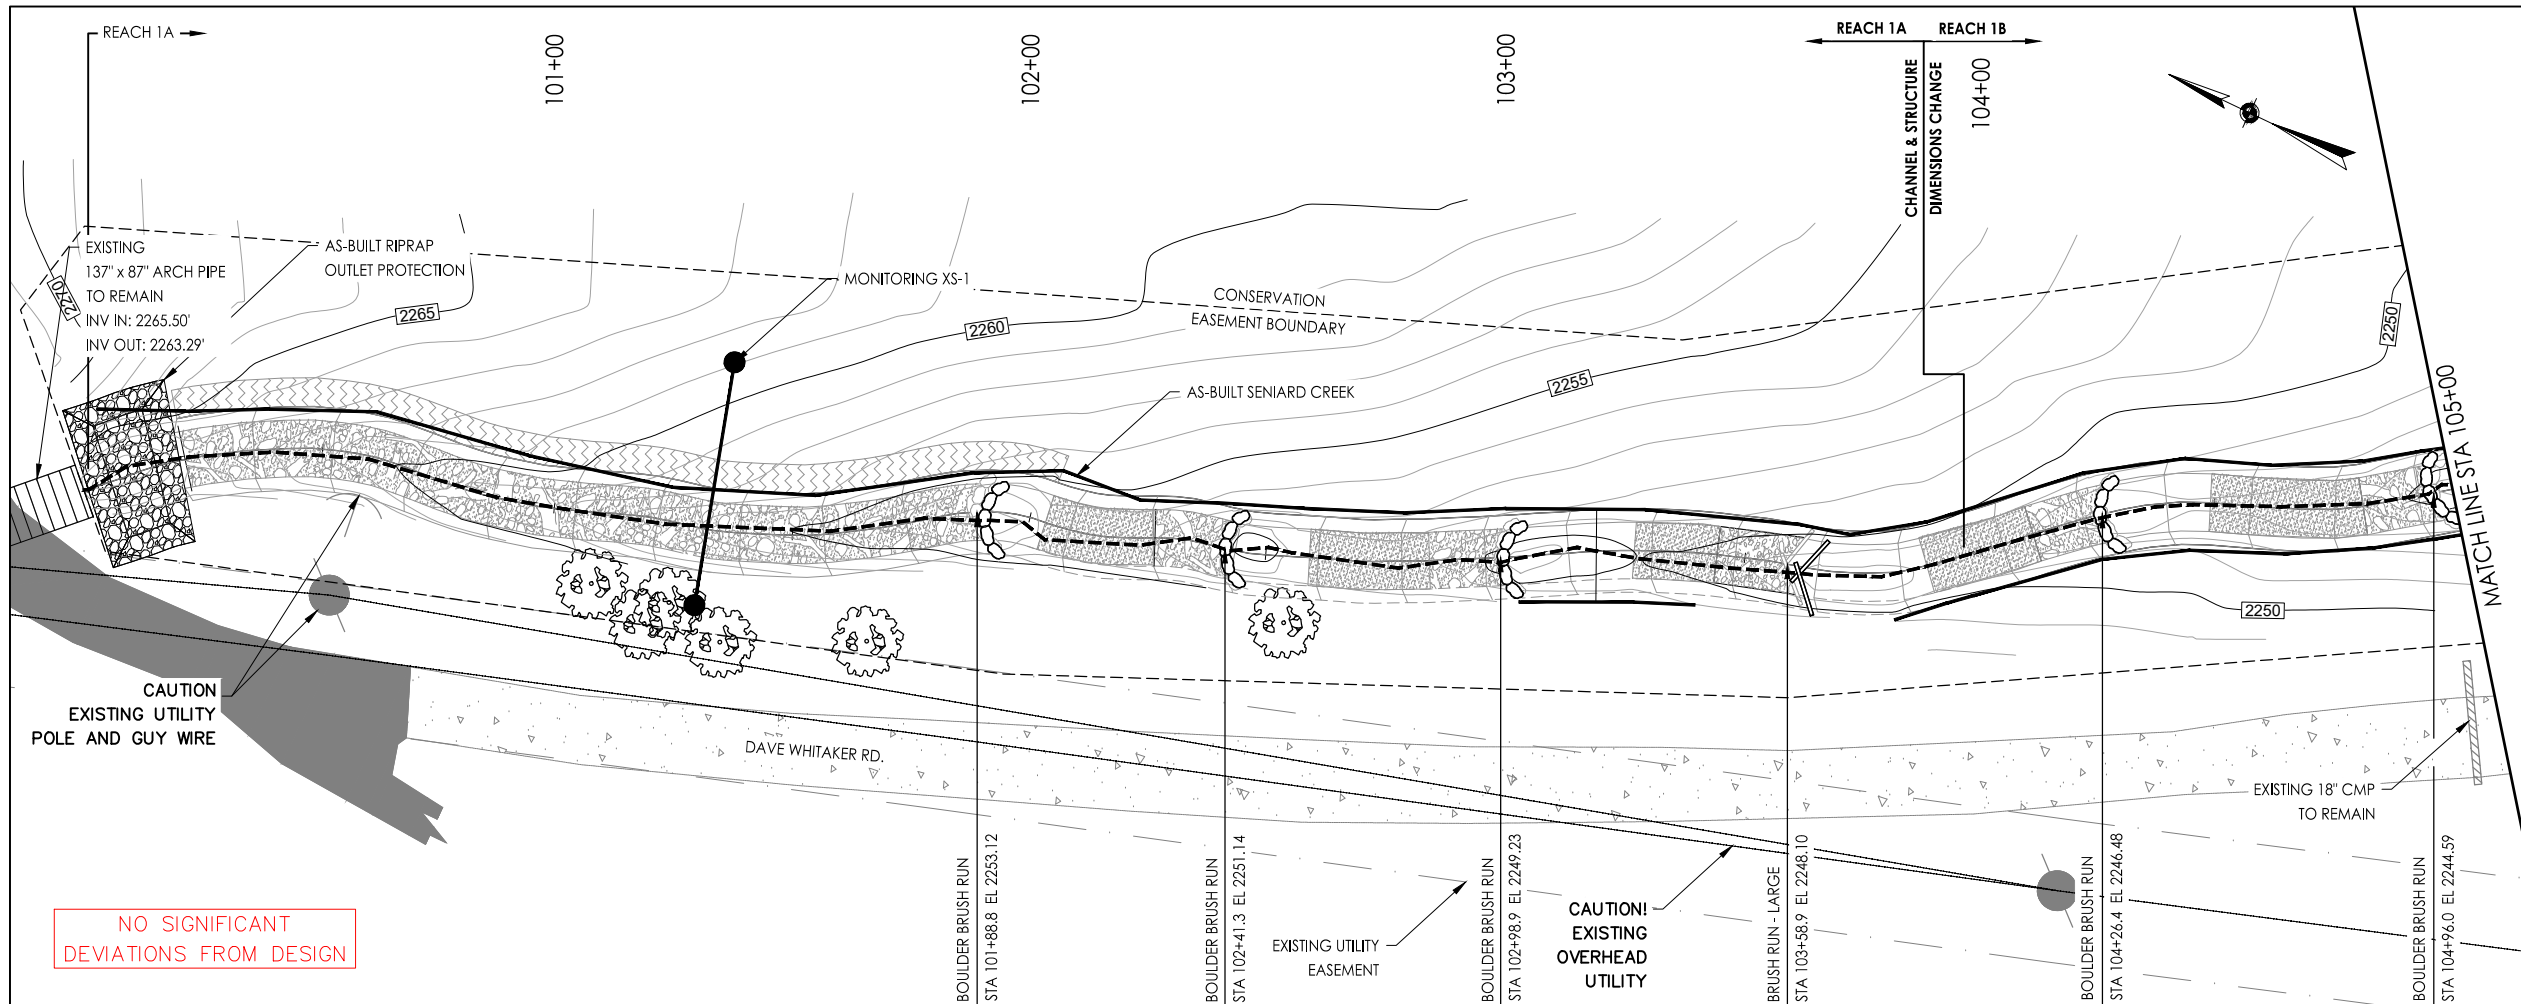 REACH 1A
101+00
102+00
103+00
REACH 1A
REACH 1B
CHANNEL & STRUCTURE
DIMENSIONS CHANGE
104+00
EXISTING
137" x 87" ARCH PIPE
TO REMAIN
INV IN: 2265.50'
INV OUT: 2263.29'
2270
AS-BUILT RIPRAP
OUTLET PROTECTION
2265
MONITORING XS-1
2260
CONSERVATION
EASEMENT BOUNDARY
AS-BUILT SENIARD CREEK
2255
2250
MATCH LINE STA 105+00
2250
CAUTION
EXISTING UTILITY
POLE AND GUY WIRE
DAVE WHITAKER RD.
EXISTING 18" CMP
TO REMAIN
NO SIGNIFICANT
DEVIATIONS FROM DESIGN
BOULDER BRUSH RUN
STA 101+88.8 EL 2253.12
BOULDER BRUSH RUN
STA 102+41.3 EL 2251.14
EXISTING UTILITY
EASEMENT
BOULDER BRUSH RUN
STA 102+98.9 EL 2249.23
CAUTION!
EXISTING
OVERHEAD
UTILITY
BRUSH RUN - LARGE
STA 103+58.9 EL 2248.10
BOULDER BRUSH RUN
STA 104+26.4 EL 2246.48
BOULDER BRUSH RUN
STA 104+96.0 EL 2244.59